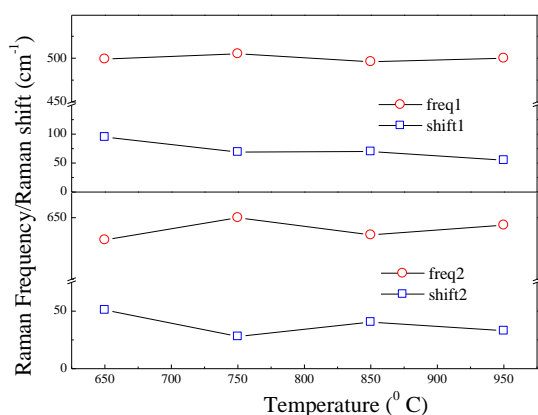 Raman Frequency/Raman shift (cm⁻¹)
500
450
100
50
0
freq1
shift1
650
50
0
freq2
shift2
650
700
750
800
850
900
950
Temperature (⁰ C)